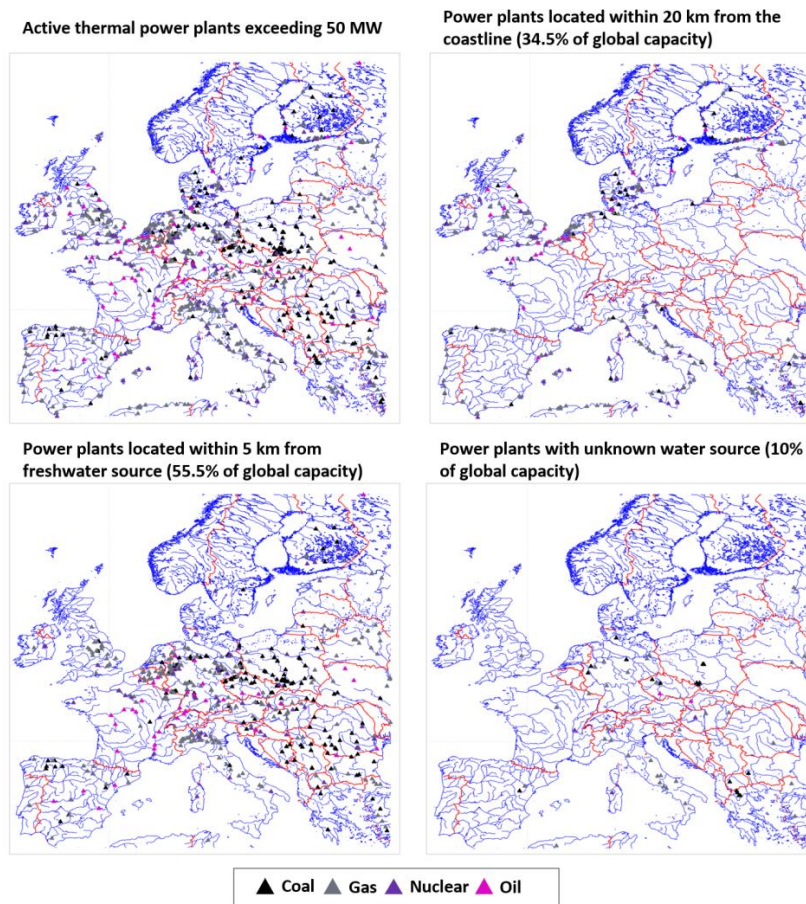 Active thermal power plants exceeding 50 MW
Power plants located within 20 km from the
coastline (34.5% of global capacity)
Power plants located within 5 km from
freshwater source (55.5% of global capacity)
Power plants with unknown water source (10%
of global capacity)
Coal Gas Nuclear Oil